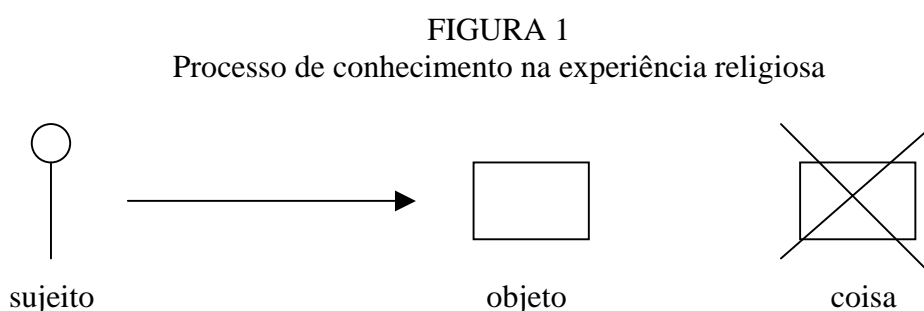 FIGURA 1
Processo de conhecimento na experiência religiosa
sujeito objeto coisa